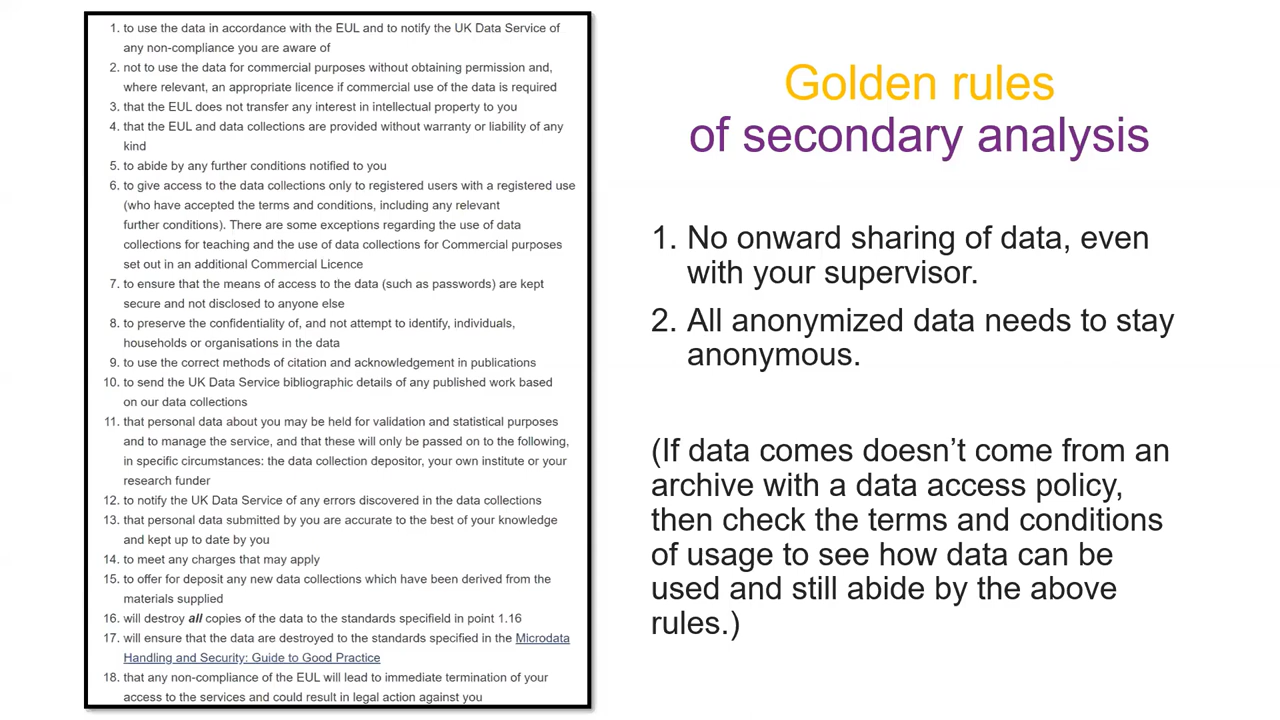 1. to use the data in accordance with the EUL and to notify the UK Data Service of
any non-compliance you are aware of
2. not to use the data for commercial purposes without obtaining permission and,
where relevant, an appropriate licence if commercial use of the data is required
3. that the EUL does not transfer any interest in intellectual property to you
4. that the EUL and data collections are provided without warranty or liability of any
kind
5. to abide by any further conditions notified to you
6. to give access to the data collections only to registered users with a registered use
(who have accepted the terms and conditions, including any relevant
further conditions). There are some exceptions regarding the use of data
collections for teaching and the use of data collections for Commercial purposes
set out in an additional Commercial Licence
7. to ensure that the means of access to the data (such as passwords) are kept
secure and not disclosed to anyone else
8. to preserve the confidentiality of, and not attempt to identify, individuals,
households or organisations in the data
9. to use the correct methods of citation and acknowledgement in publications
10. to send the UK Data Service bibliographic details of any published work based
on our data collections
11. that personal data about you may be held for validation and statistical purposes
and to manage the service, and that these will only be passed on to the following,
in specific circumstances: the data collection depositor, your own institute or your
research funder
12. to notify the UK Data Service of any errors discovered in the data collections
13. that personal data submitted by you are accurate to the best of your knowledge
and kept up to date by you
14. to meet any charges that may apply
15. to offer for deposit any new data collections which have been derived from the
materials supplied
16. will destroy all copies of the data to the standards specifield in point 1.16
17. will ensure that the data are destroyed to the standards specified in the Microdata
Handling and Security: Guide to Good Practice
18. that any non-compliance of the EUL will lead to immediate termination of your
access to the services and could result in legal action against you
Golden rules
of secondary analysis
1. No onward sharing of data, even
with your supervisor.
2. All anonymized data needs to stay
anonymous.
(If data comes doesn’t come from an
archive with a data access policy,
then check the terms and conditions
of usage to see how data can be
used and still abide by the above
rules.)